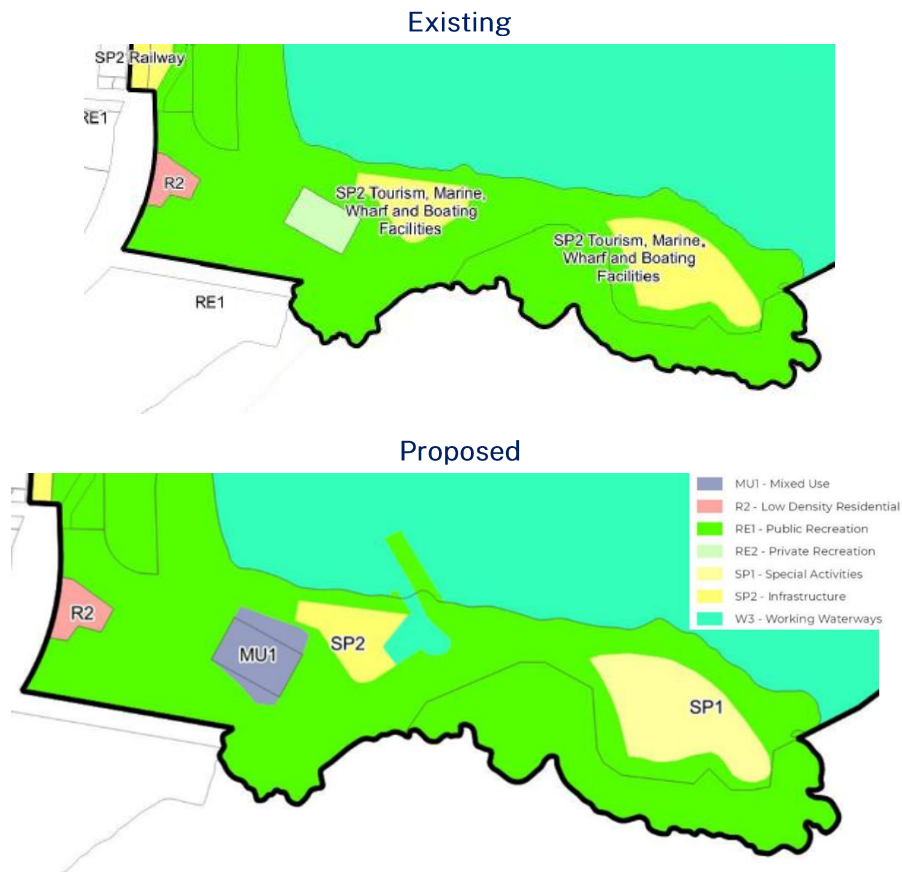 Existing
SP2 Railway
RE1
R2
SP2 Tourism, Marine,
Wharf and Boating
Facilities
SP2 Tourism, Marine,
Wharf and Boating
Facilities
RE1
Proposed
MU1 - Mixed Use
R2 - Low Density Residential
RE1 - Public Recreation
RE2 - Private Recreation
SP1 - Special Activities
SP2 - Infrastructure
W3 - Working Waterways
R2
MU1
SP2
SP1